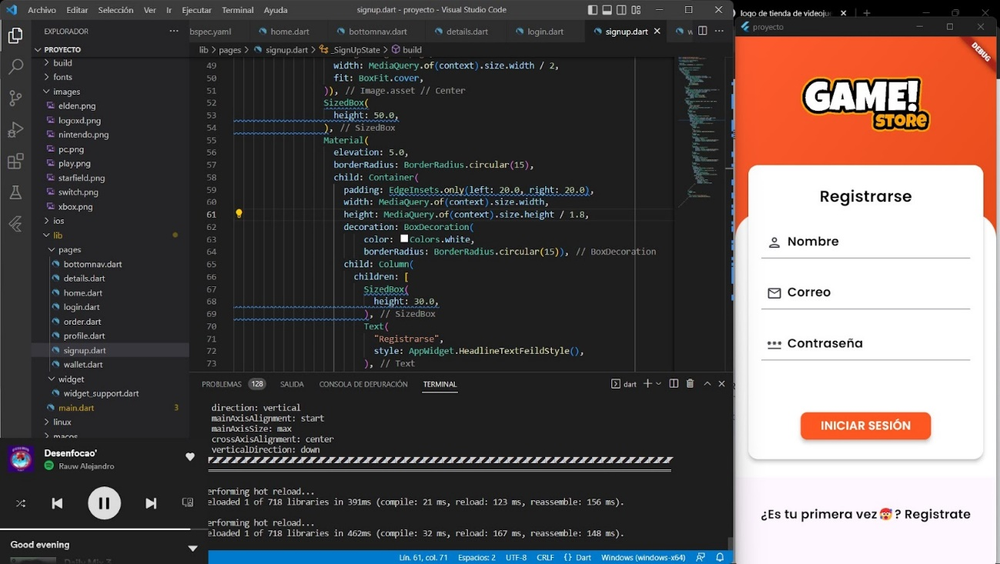 Archivo Editar Selección Ver Ir Ejecutar Terminal Ayuda
signup.dart - proyecto - Visual Studio Code
EXPLORADOR
PROYECTO
build
fonts
images
elden.png
logoxd.png
nintendo.png
pc.png
play.png
starfield.png
switch.png
xbox.png
ios
lib
pages
bottomnav.dart
details.dart
home.dart
login.dart
order.dart
profile.dart
signup.dart
wallet.dart
widget
widget_support.dart
main.dart 3
linux
macos
Desenfocao'
Rauw Alejandro
Good evening
Daily Mix 7
bspec.yaml home.dart bottomnav.dart details.dart login.dart signup.dart w
lib > pages > signup.dart > _SignUpState > build
49 width: MediaQuery.of(context).size.width / 2,
50 fit: BoxFit.cover,
51 )), // Image.asset // Center
52 SizedBox(
53 height: 50.0,
54 ), // SizedBox
55 Material(
56 elevation: 5.0,
57 borderRadius: BorderRadius.circular(15),
58 child: Container(
59 padding: EdgeInsets.only(left: 20.0, right: 20.0),
60 width: MediaQuery.of(context).size.width,
61 height: MediaQuery.of(context).size.height / 1.8,
62 decoration: BoxDecoration(
63 color: Colors.white,
64 borderRadius: BorderRadius.circular(15)), // BoxDecoration
65 child: Column(
66 children: [
67 SizedBox(
68 height: 30.0,
69 ), // SizedBox
70 Text(
71 "Registrarse",
72 style: AppWidget.HeadlineTextFeildStyle(),
73 ), // Text
PROBLEMAS 128 SALIDA CONSOLA DE DEPURACIÓN TERMINAL
dart
direction: vertical
mainAxisAlignment: start
mainAxisSize: max
crossAxisAlignment: center
verticalDirection: down
erforming hot reload...
eloaded 1 of 718 libraries in 391ms (compile: 21 ms, reload: 123 ms, reassemble: 156 ms).
erforming hot reload...
eloaded 1 of 718 libraries in 462ms (compile: 32 ms, reload: 167 ms, reassemble: 148 ms).
Lín. 61, col. 71 Espacios: 2 UTF-8 CRLF {} Dart Windows (windows-x64)
logo de tienda de videoju
proyecto
DEBUG
GAME!
STORE
Registrarse
Nombre
Correo
Contraseña
INICIAR SESIÓN
¿Es tu primera vez🥵? Registrate